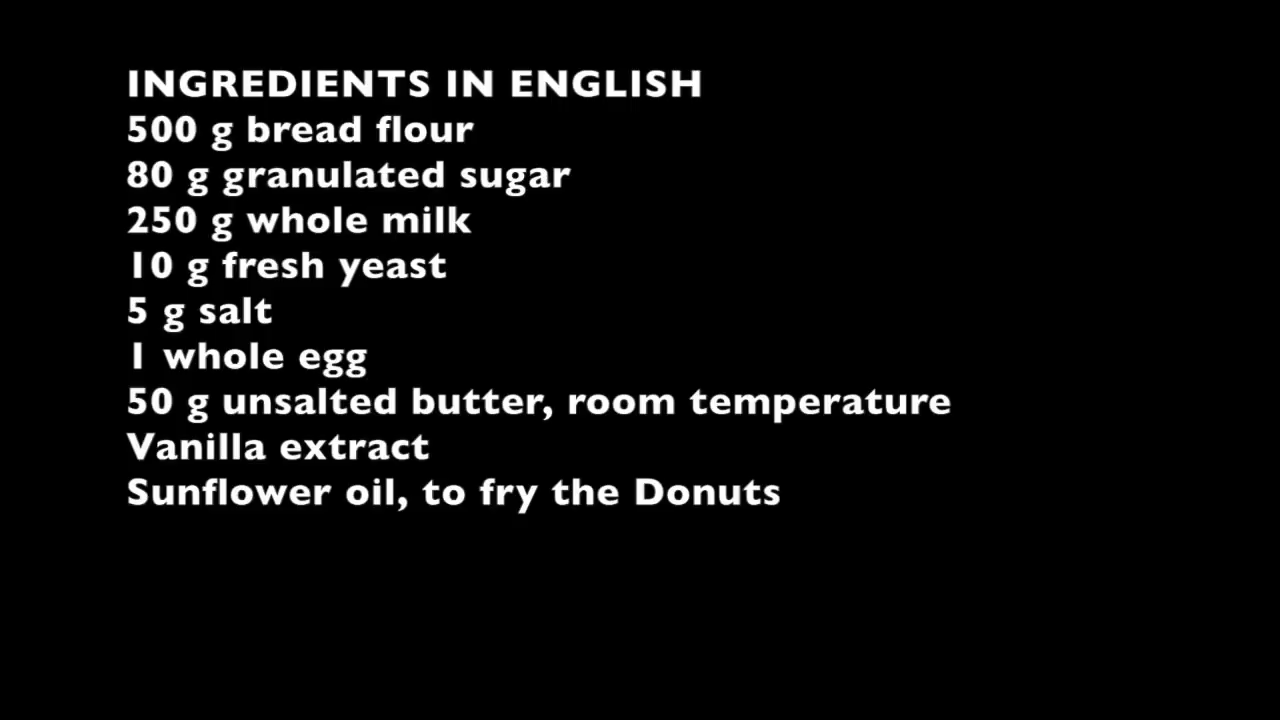 INGREDIENTS IN ENGLISH
500 g bread flour
80 g granulated sugar
250 g whole milk
10 g fresh yeast
5 g salt
1 whole egg
50 g unsalted butter, room temperature
Vanilla extract
Sunflower oil, to fry the Donuts